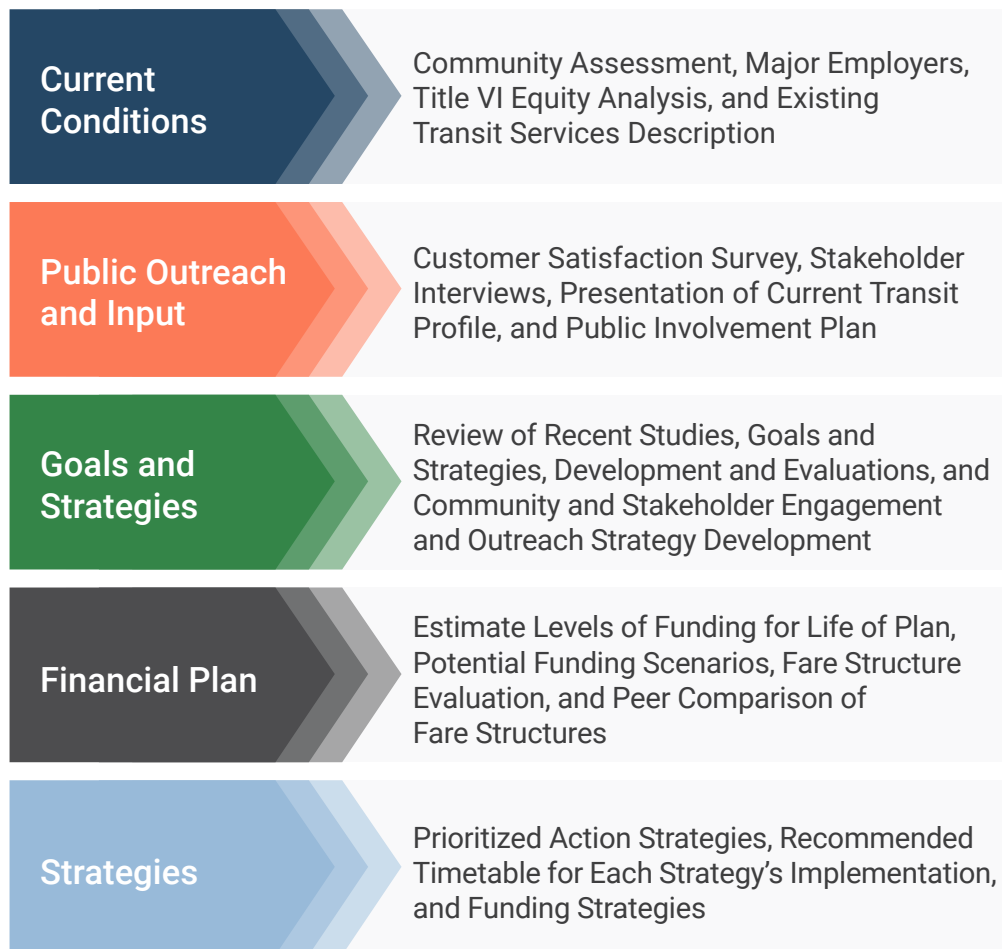 Current
Conditions
Community Assessment, Major Employers,
Title VI Equity Analysis, and Existing
Transit Services Description
Public Outreach
and Input
Customer Satisfaction Survey, Stakeholder
Interviews, Presentation of Current Transit
Profile, and Public Involvement Plan
Goals and
Strategies
Review of Recent Studies, Goals and
Strategies, Development and Evaluations, and
Community and Stakeholder Engagement
and Outreach Strategy Development
Financial Plan
Estimate Levels of Funding for Life of Plan,
Potential Funding Scenarios, Fare Structure
Evaluation, and Peer Comparison of
Fare Structures
Strategies
Prioritized Action Strategies, Recommended
Timetable for Each Strategy’s Implementation,
and Funding Strategies